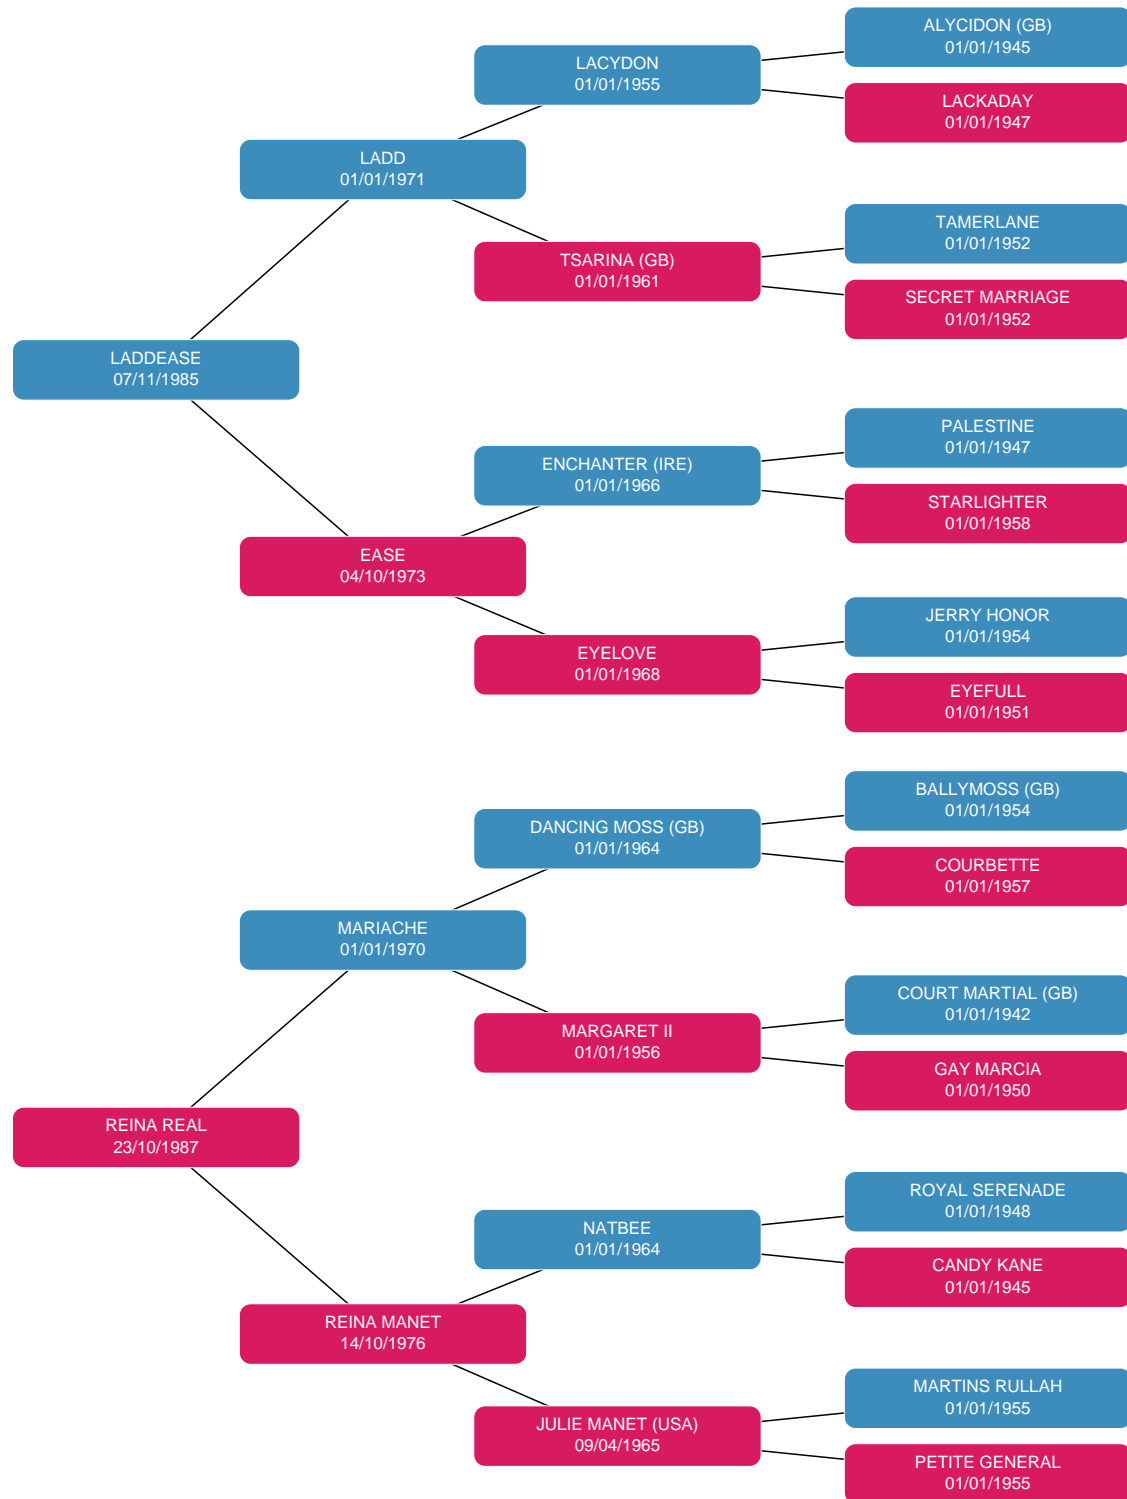 ALYCIDON (GB)
01/01/1945
LACYDON
01/01/1955
LACKADAY
01/01/1947
LADD
01/01/1971
TAMERLANE
01/01/1952
TSARINA (GB)
01/01/1961
SECRET MARRIAGE
01/01/1952
LADDEASE
07/11/1985
PALESTINE
01/01/1947
ENCHANTER (IRE)
01/01/1966
STARLIGHTER
01/01/1958
EASE
04/10/1973
JERRY HONOR
01/01/1954
EYELOVE
01/01/1968
EYEFULL
01/01/1951
BALLYMOSS (GB)
01/01/1954
DANCING MOSS (GB)
01/01/1964
COURBETTE
01/01/1957
MARIACHE
01/01/1970
COURT MARTIAL (GB)
01/01/1942
MARGARET II
01/01/1956
GAY MARCIA
01/01/1950
REINA REAL
23/10/1987
ROYAL SERENADE
01/01/1948
NATBEE
01/01/1964
CANDY KANE
01/01/1945
REINA MANET
14/10/1976
MARTINS RULLAH
01/01/1955
JULIE MANET (USA)
09/04/1965
PETITE GENERAL
01/01/1955